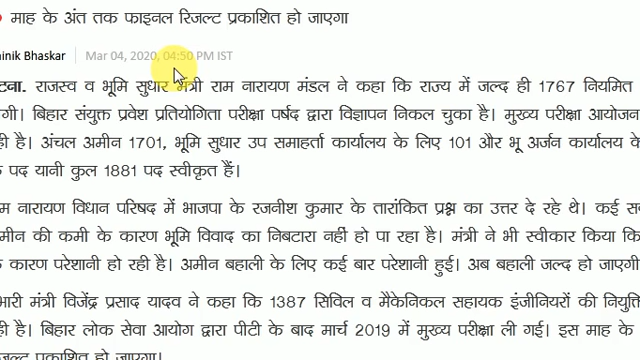 माह के अंत तक फाइनल रिजल्ट प्रकाशित हो जाएगा
Bhaskar Mar 04, 2020, 04:50 PM IST
राजस्व व भूमि सुधार मंत्री राम नारायण मंडल ने कहा कि राज्य में जल्द ही 1767 नियमित
बिहार संयुक्त प्रवेश प्रतियोगिता परीक्षा पर्षद द्वारा विज्ञापन निकल चुका है। मुख्य परीक्षा आयोजन
है। अंचल अमीन 1701, भूमि सुधार उप समाहर्ता कार्यालय के लिए 101 और भू अर्जन कार्यालय के
पद यानी कुल 1881 पद स्वीकृत हैं।
नारायण विधान परिषद में भाजपा के रजनीश कुमार के तारांकित प्रश्न का उत्तर दे रहे थे। कई
की कमी के कारण भूमि विवाद का निबटारा नहीं हो पा रहा है। मंत्री ने भी स्वीकार किया कि
कारण परेशानी हो रही है। अमीन बहाली के लिए कई बार परेशानी हुई। अब बहाली जल्द हो जाएगी
मंत्री विजेंद्र प्रसाद यादव ने कहा कि 1387 सिविल व मैकेनिकल सहायक इंजीनियरों की
है। बिहार लोक सेवा आयोग द्वारा पीटी के बाद मार्च 2019 में मुख्य परीक्षा ली गई। इस माह के
प्रकाशित हो जाएगा।